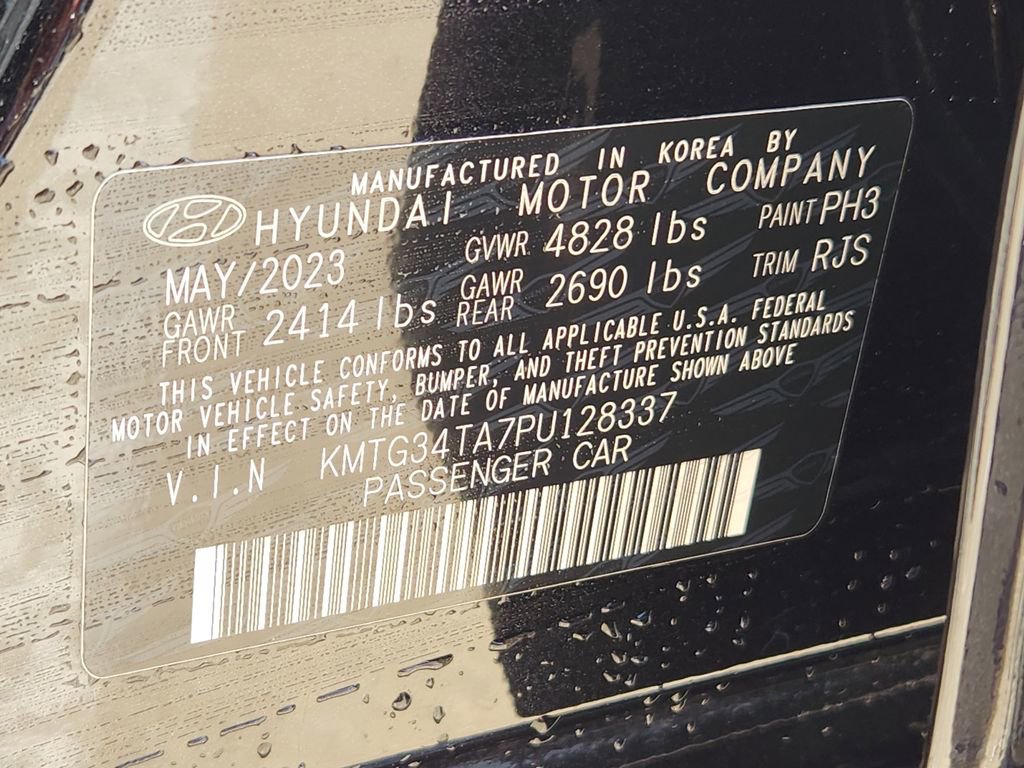 MANUFACTURED IN KOREA BY
HYUNDAI MOTOR COMPANY
MAY/2023 GVWR 4828 lbs PAINT PH3
GAWR FRONT 2414 lbs GAWR REAR 2690 lbs TRIM RJS
THIS VEHICLE CONFORMS TO ALL APPLICABLE U.S.A. FEDERAL
MOTOR VEHICLE SAFETY, BUMPER, AND THEFT PREVENTION STANDARDS
IN EFFECT ON THE DATE OF MANUFACTURE SHOWN ABOVE
V.I.N KMTG34TA7PU128337
PASSENGER CAR